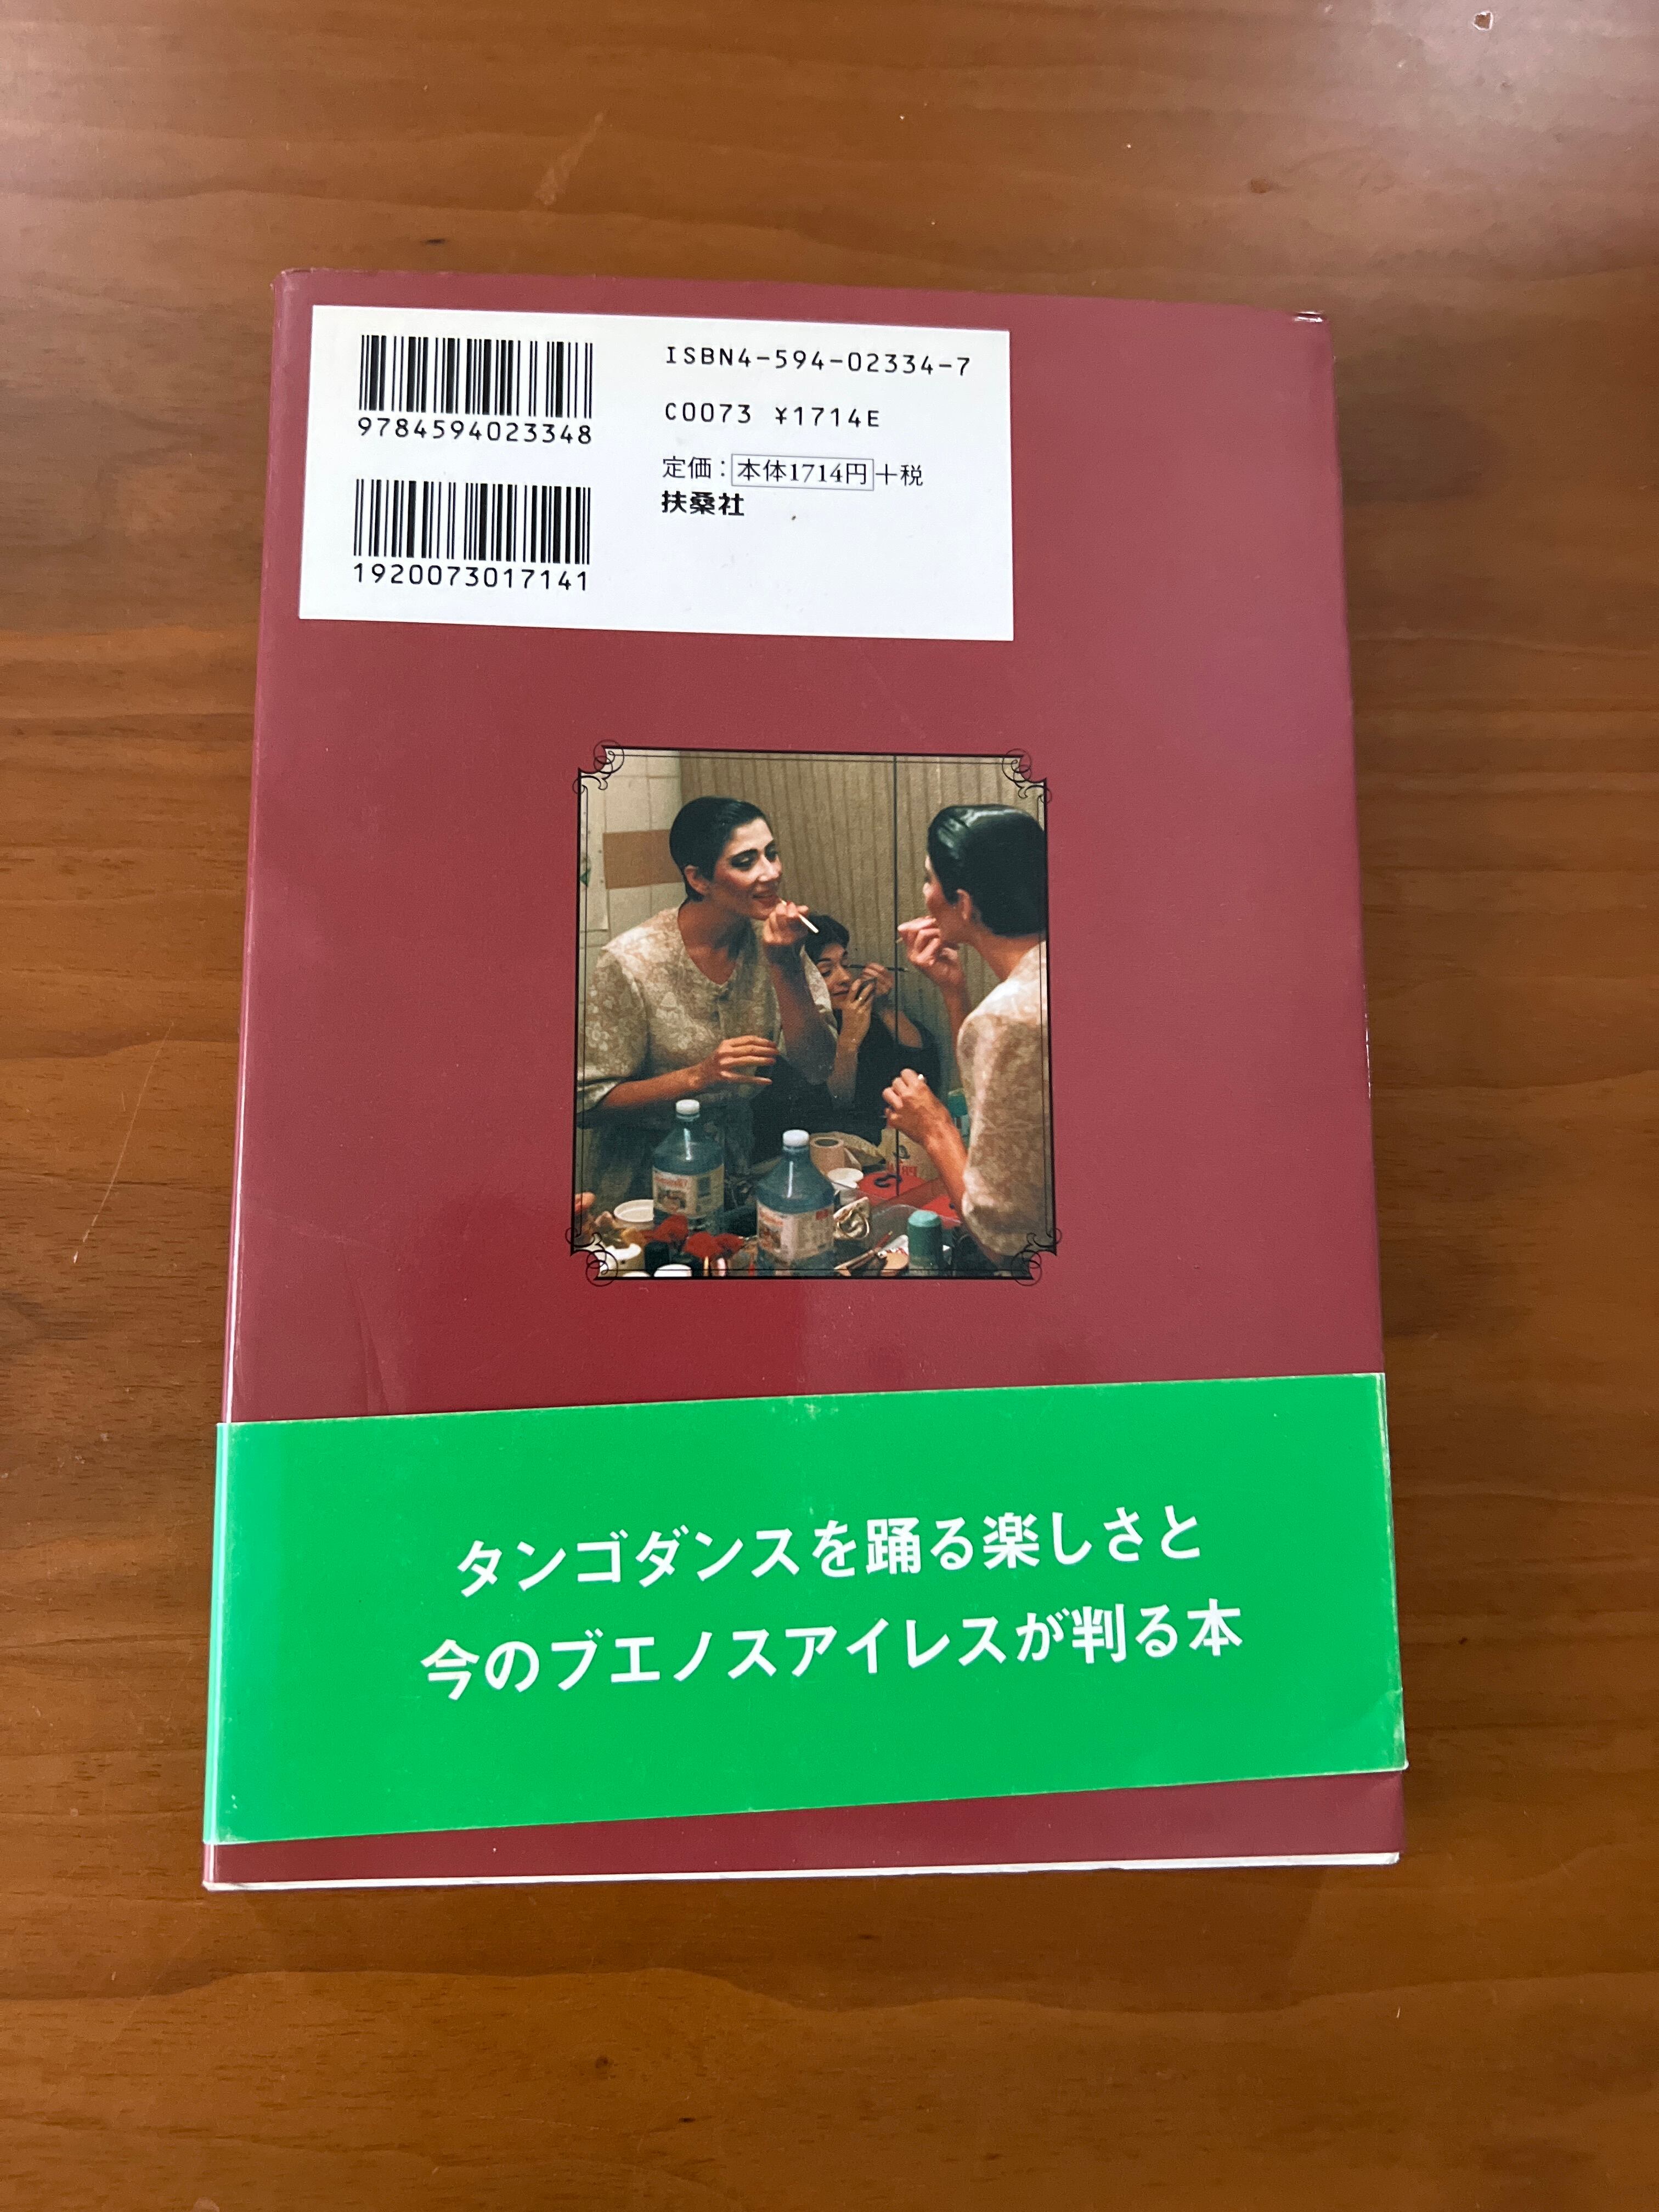 9784594023348
1920073017141
ISBN4-594-02334-7
C0073 ¥1714E
定価：本体1714円＋税
扶桑社
タンゴダンスを踊る楽しさと
今のブエノスアイレスが判る本